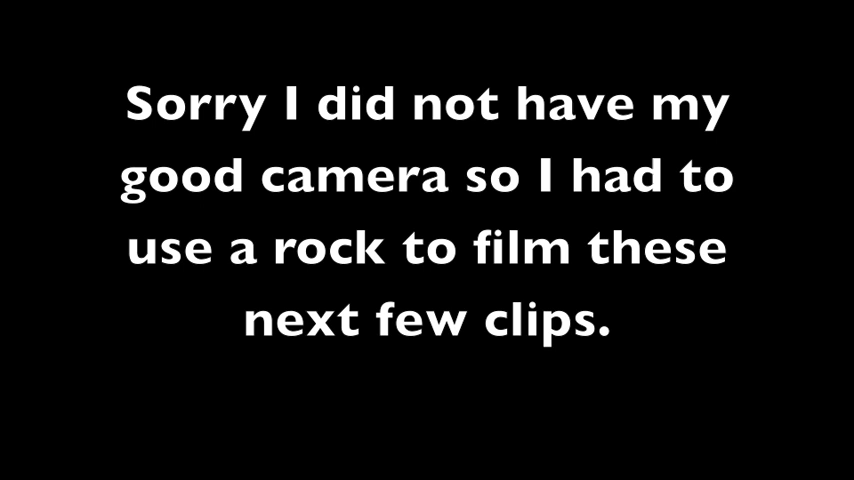 Sorry I did not have my
good camera so I had to
use a rock to film these
next few clips.